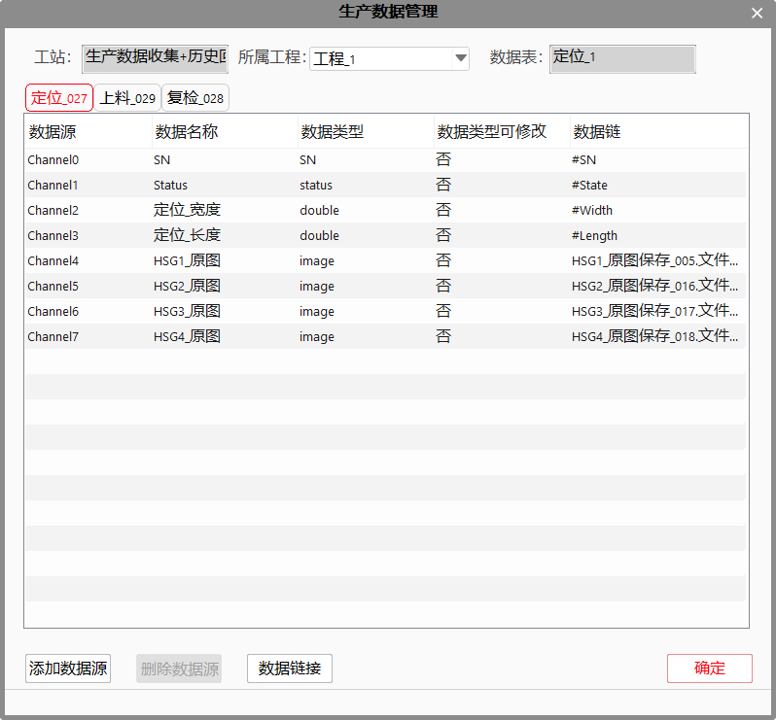 生产数据管理
工站: 生产数据收集+历史 所属工程: 工程_1 数据表: 定位_1
定位_027 上料_029 复检_028
数据源 数据名称 数据类型 数据类型可修改 数据链
Channel0 SN SN 否 #SN
Channel1 Status status 否 #State
Channel2 定位_宽度 double 否 #Width
Channel3 定位_长度 double 否 #Length
Channel4 HSG1_原图 image 否 HSG1_原图保存_005.文件...
Channel5 HSG2_原图 image 否 HSG2_原图保存_016.文件...
Channel6 HSG3_原图 image 否 HSG3_原图保存_017.文件...
Channel7 HSG4_原图 image 否 HSG4_原图保存_018.文件...
添加数据源 删除数据源 数据链接 确定